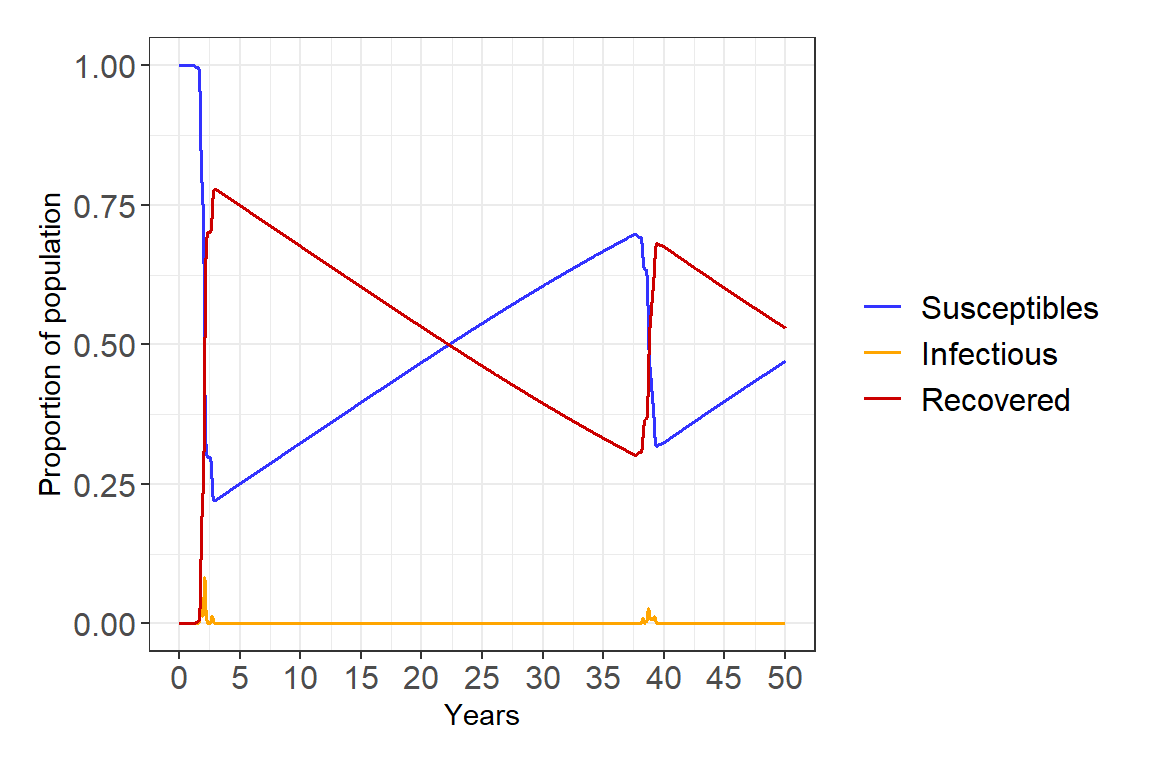 Proportion of population
1.00
0.75
0.50
0.25
0.00
0 5 10 15 20 25 30 35 40 45 50
Years
Susceptibles
Infectious
Recovered